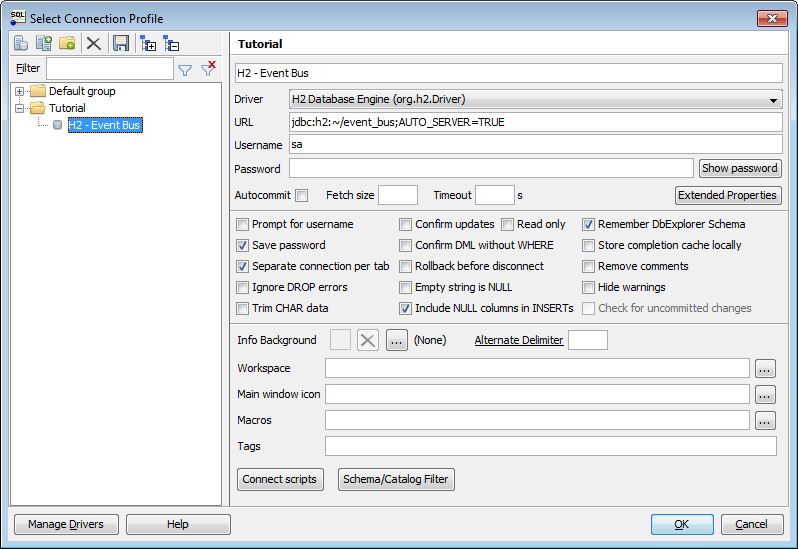 SQL
Select Connection Profile
Filter
Default group
Tutorial
H2 - Event Bus
Tutorial
H2 - Event Bus
Driver H2 Database Engine (org.h2.Driver)
URL jdbc:h2:~/event_bus;AUTO_SERVER=TRUE
Username sa
Password Show password
Autocommit Fetch size Timeout s Extended Properties
Prompt for username Confirm updates Read only Remember DbExplorer Schema
Save password Confirm DML without WHERE Store completion cache locally
Separate connection per tab Rollback before disconnect Remove comments
Ignore DROP errors Empty string is NULL Hide warnings
Trim CHAR data Include NULL columns in INSERTs Check for uncommitted changes
Info Background ... (None) Alternate Delimiter
Workspace ...
Main window icon ...
Macros ...
Tags
Connect scripts Schema/Catalog Filter
Manage Drivers Help OK Cancel